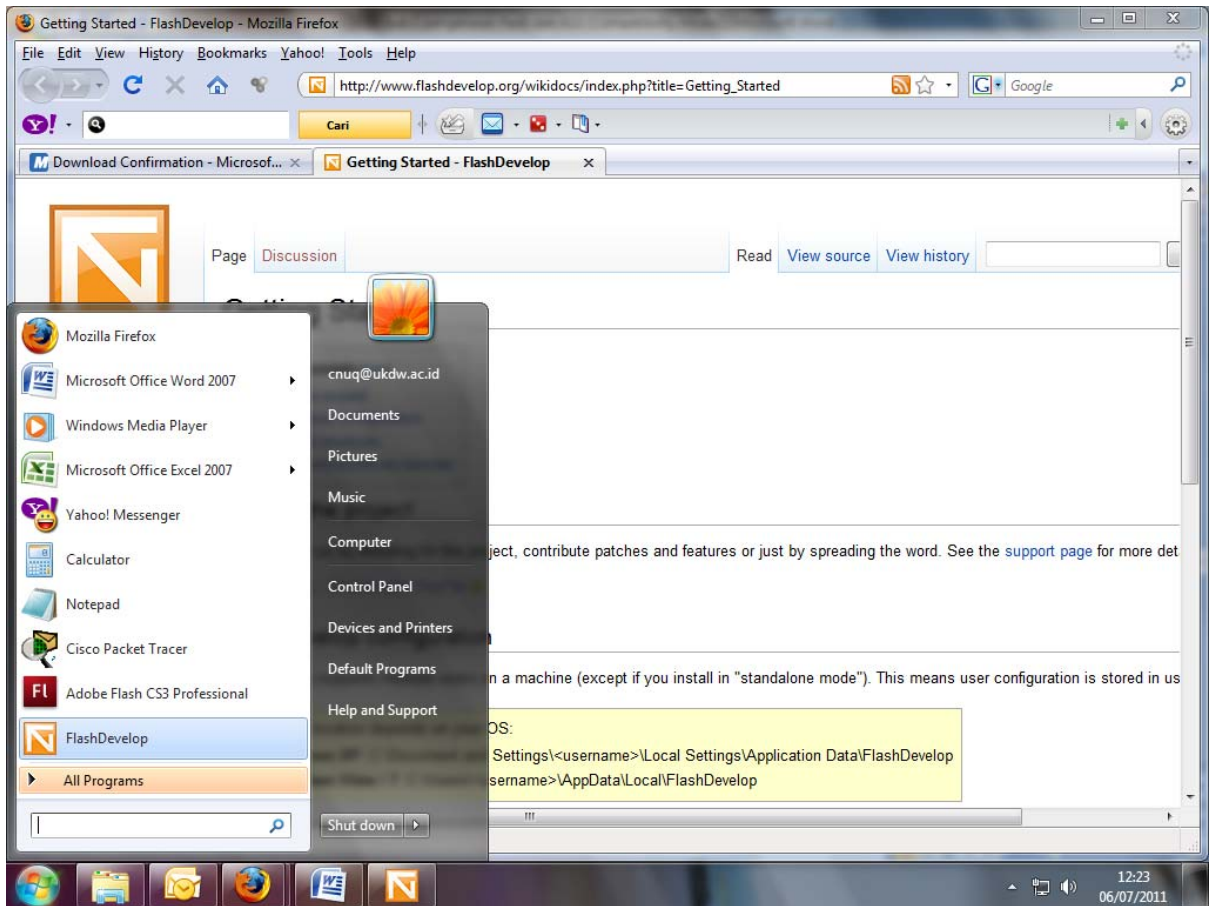 Getting Started - FlashDevelop - Mozilla Firefox
File Edit View History Bookmarks Yahoo! Tools Help
http://www.flashdevelop.org/wikidocs/index.php?title=Getting_Started
Google
Cari
Download Confirmation - Microsof...
Getting Started - FlashDevelop
Page Discussion Read View source View history
Getting Sta
Mozilla Firefox
Microsoft Office Word 2007
Windows Media Player
Microsoft Office Excel 2007
Yahoo! Messenger
Calculator
Notepad
Cisco Packet Tracer
Adobe Flash CS3 Professional
FlashDevelop
All Programs
cnuq@ukdw.ac.id
Documents
Pictures
Music
Computer
Control Panel
Devices and Printers
Default Programs
Help and Support
Shut down
ject, contribute patches and features or just by spreading the word. See the support page for more det
n a machine (except if you install in "standalone mode"). This means user configuration is stored in us
OS:
Settings\<username>\Local Settings\Application Data\FlashDevelop
sername>\AppData\Local\FlashDevelop
12:23
06/07/2011